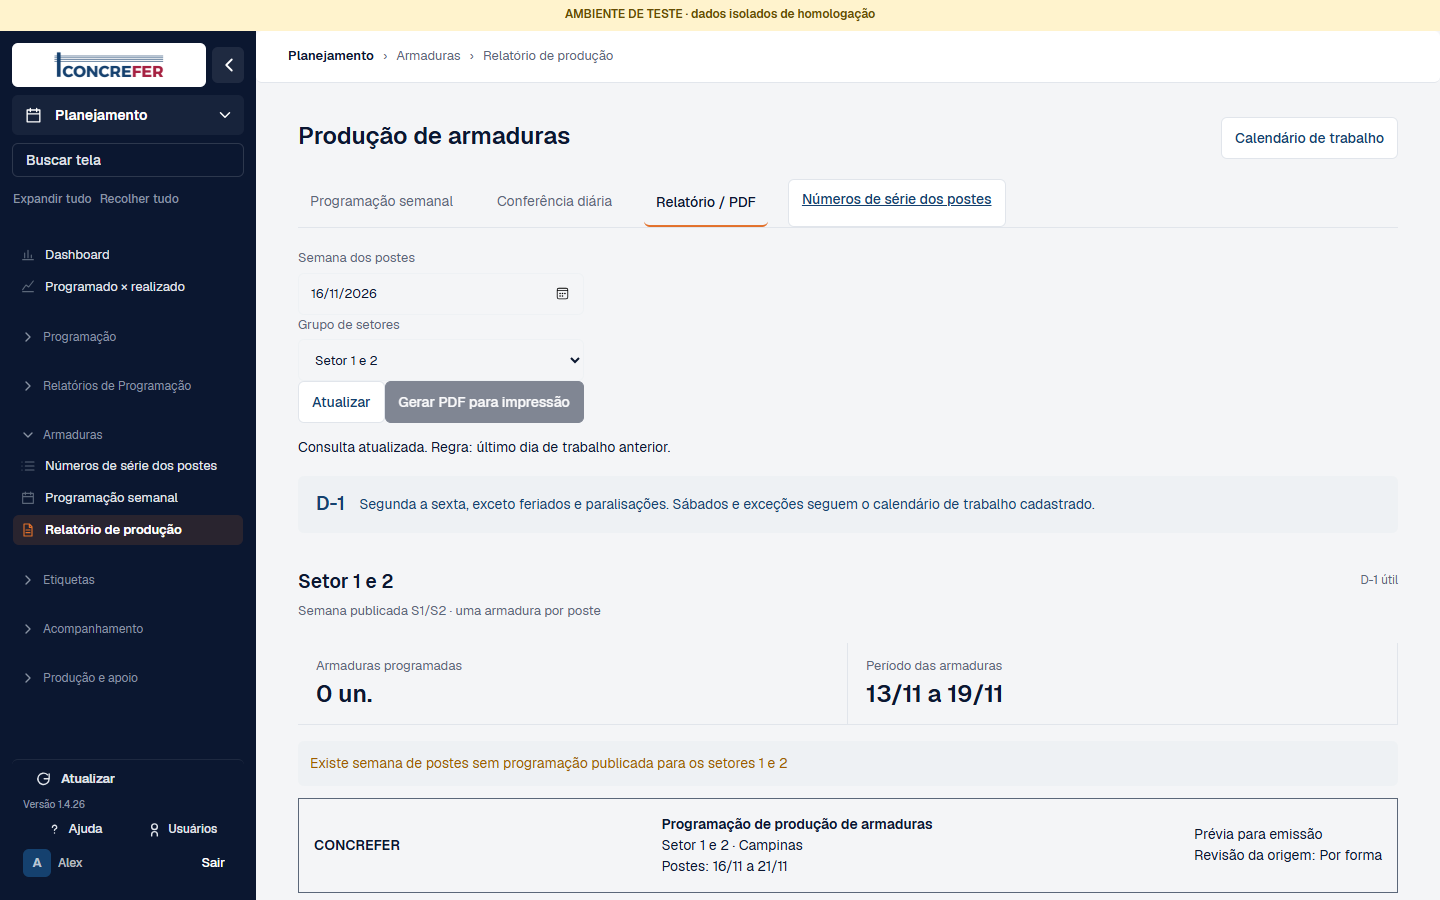 AMBIENTE DE TESTE · dados isolados de homologação
CONCREFER
Planejamento › Armaduras › Relatório de produção
Planejamento
Buscar tela
Expandir tudo Recolher tudo
Dashboard
Programado × realizado
Programação
Relatórios de Programação
Armaduras
Números de série dos postes
Programação semanal
Relatório de produção
Etiquetas
Acompanhamento
Produção e apoio
Atualizar
Versão 1.4.26
? Ajuda Usuários
A Alex Sair
Produção de armaduras
Calendário de trabalho
Programação semanal Conferência diária Relatório / PDF Números de série dos postes
Semana dos postes
16/11/2026
Grupo de setores
Setor 1 e 2
Atualizar Gerar PDF para impressão
Consulta atualizada. Regra: último dia de trabalho anterior.
D-1 Segunda a sexta, exceto feriados e paralisações. Sábados e exceções seguem o calendário de trabalho cadastrado.
Setor 1 e 2
D-1 útil
Semana publicada S1/S2 · uma armadura por poste
Armaduras programadas
0 un.
Período das armaduras
13/11 a 19/11
Existe semana de postes sem programação publicada para os setores 1 e 2
CONCREFER
Programação de produção de armaduras
Setor 1 e 2 · Campinas
Postes: 16/11 a 21/11
Prévia para emissão
Revisão da origem: Por forma